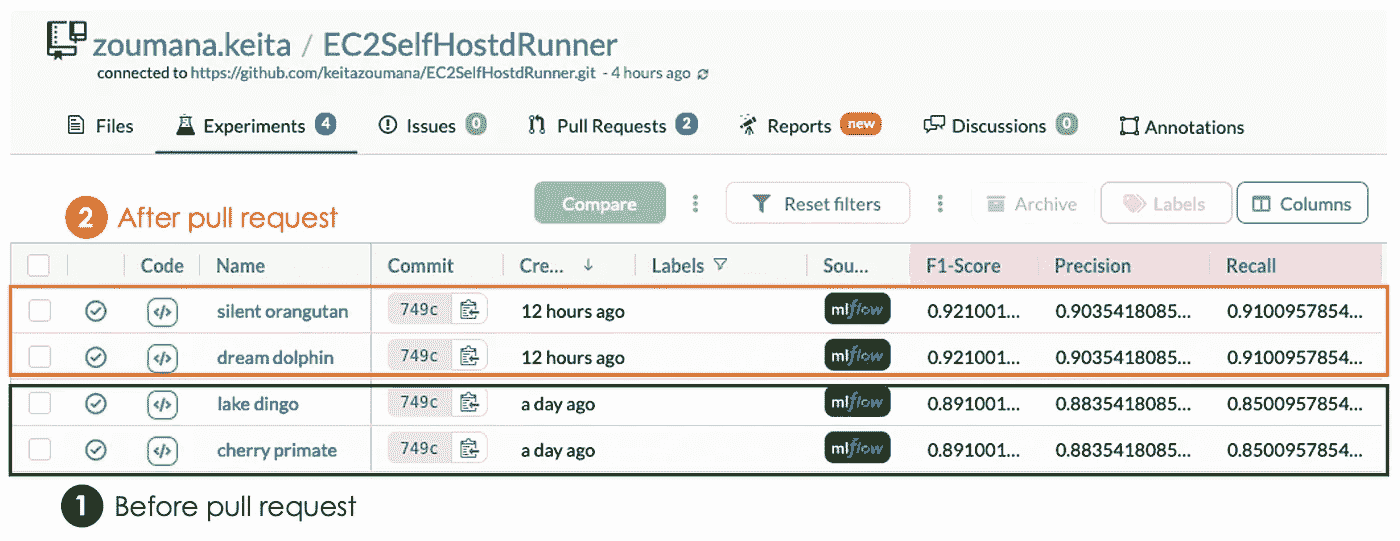 zoumana.keita / EC2SelfHostdRunner
connected to https://github.com/keitazoumana/EC2SelfHostdRunner.git - 4 hours ago
Files Experiments 4 Issues 0 Pull Requests 2 Reports new Discussions 0 Annotations
2 After pull request Compare Reset filters Archive Labels Columns
Code Name Commit Cre... ↓ Labels Sou... F1-Score Precision Recall
</> silent orangutan 749c 12 hours ago mlflow 0.921001... 0.9035418085... 0.9100957854...
</> dream dolphin 749c 12 hours ago mlflow 0.921001... 0.9035418085... 0.9100957854...
</> lake dingo 749c a day ago mlflow 0.891001... 0.8835418085... 0.8500957854...
</> cherry primate 749c a day ago mlflow 0.891001... 0.8835418085... 0.8500957854...
1 Before pull request